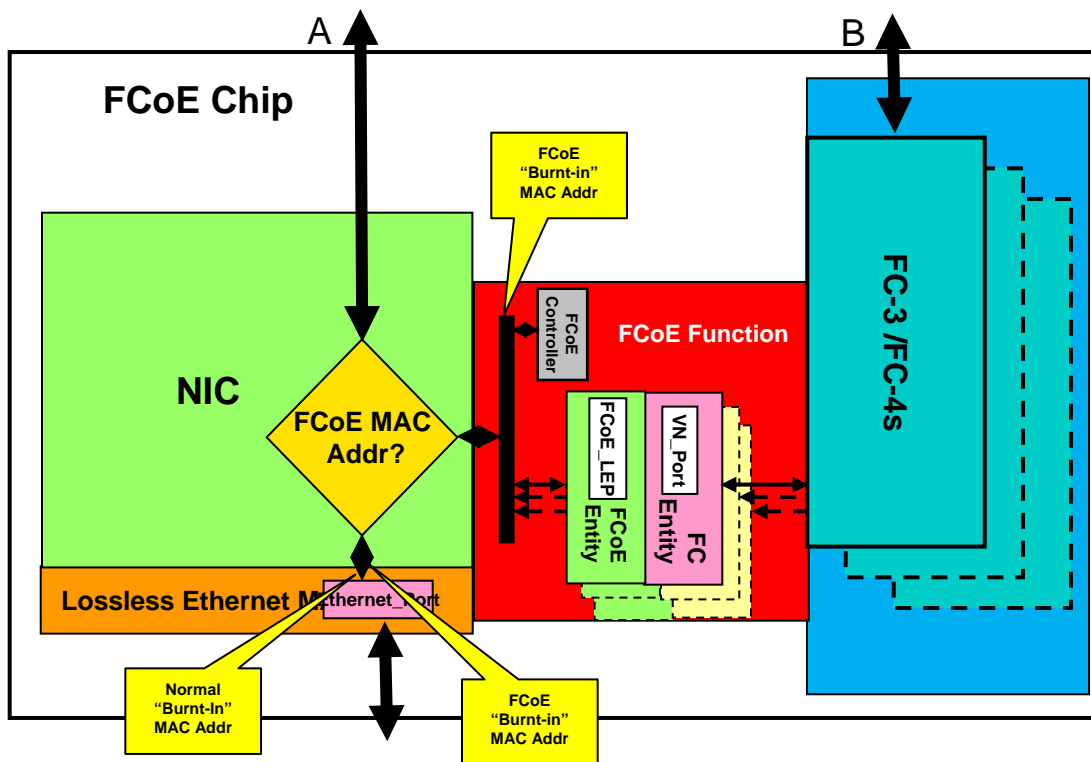 A
B
FCoE Chip
FCoE
“Burnt-in”
MAC Addr
FCoE
Controller
FCoE Function
NIC
FCoE MAC
Addr?
FCoE_LEP
FCoE
Entity
VN_Port
FC
Entity
FC-3 /FC-4s
Lossless Ethernet M
Ethernet_Port
Normal
“Burnt-In”
MAC Addr
FCoE
“Burnt-in”
MAC Addr